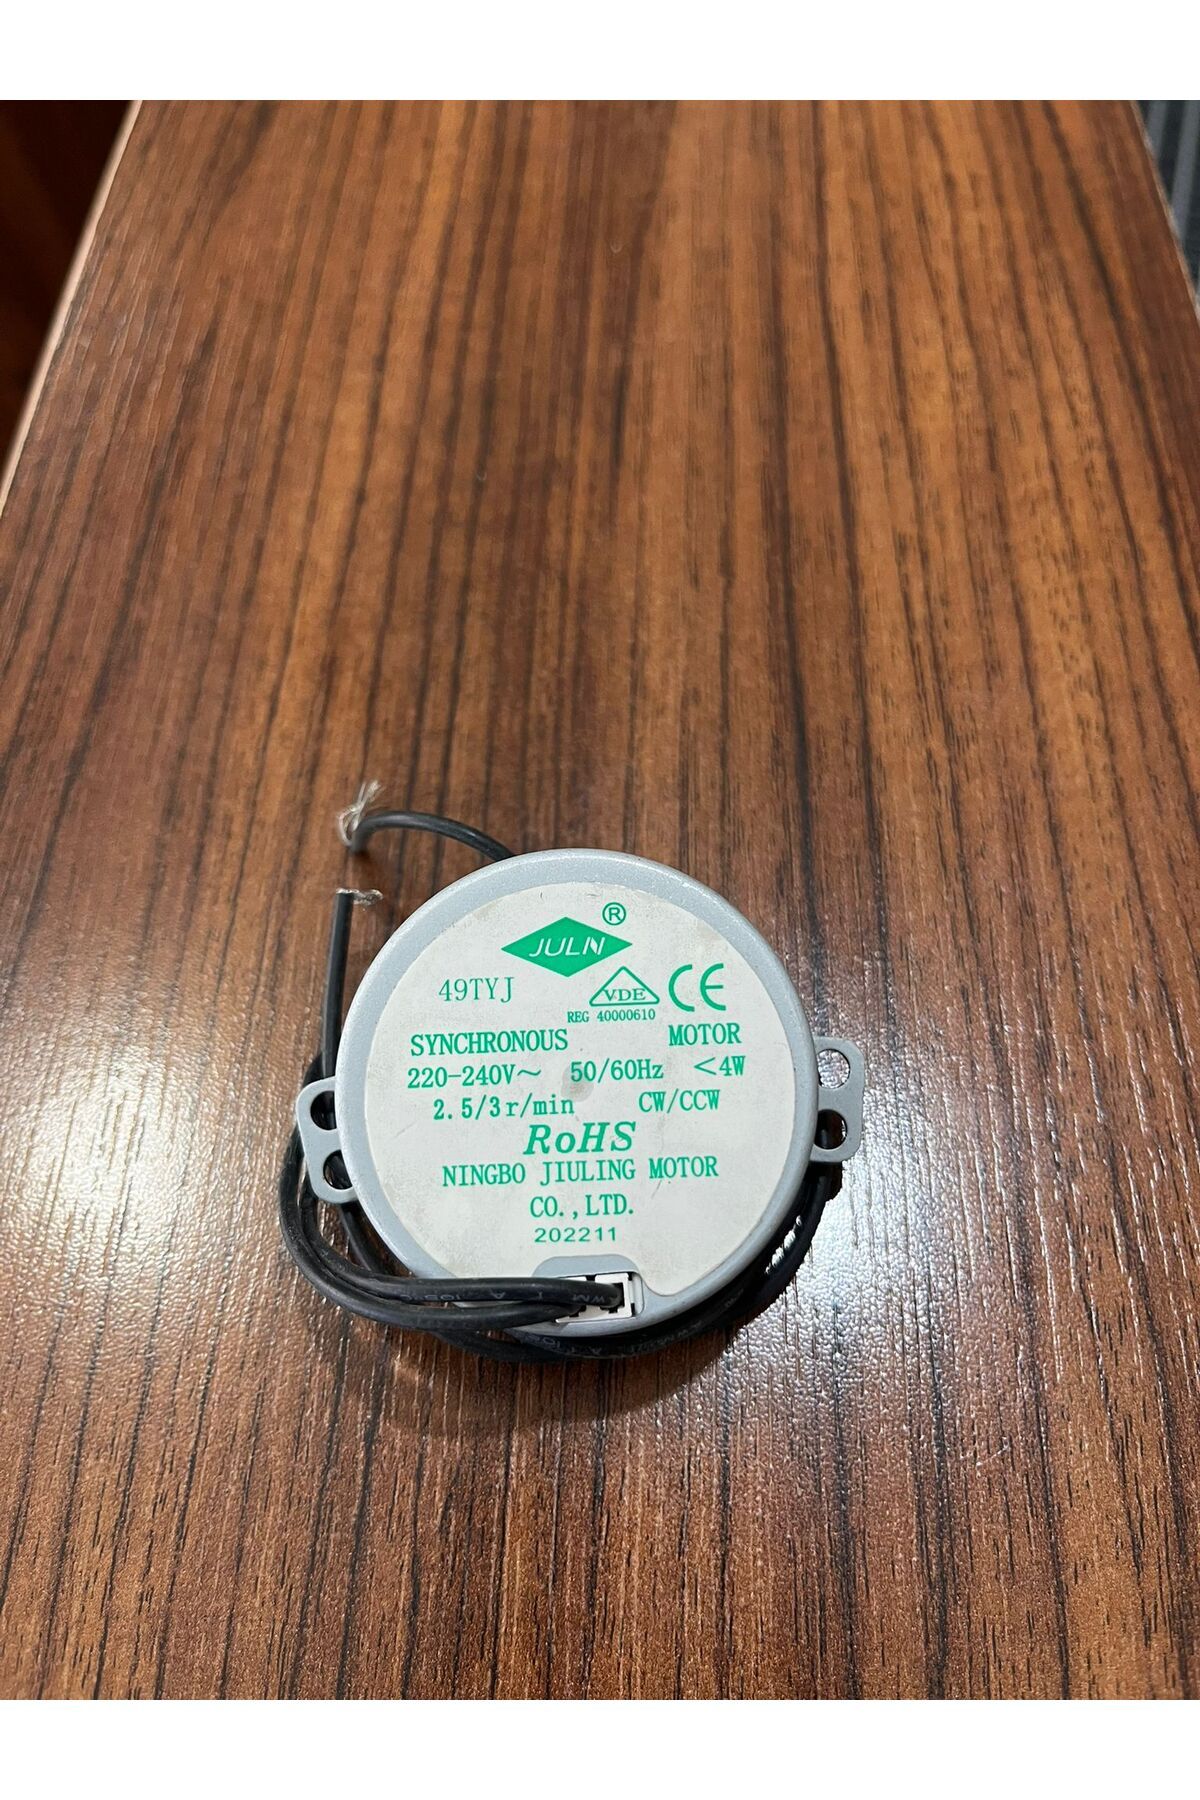 ®
JULN
49TYJ
VDE CE
REG 40000610
SYNCHRONOUS MOTOR
220-240V~ 50/60Hz <4W
2.5/3r/min CW/CCW
RoHS
NINGBO JIULING MOTOR
CO.,LTD.
202211